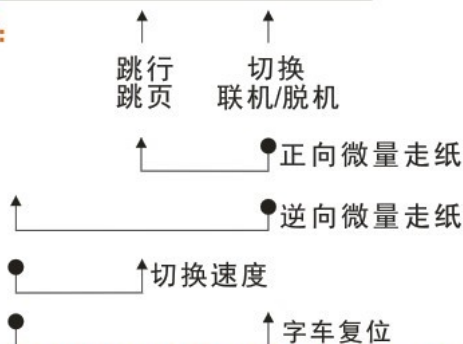 跳行
跳页
切换
联机/脱机
正向微量走纸
逆向微量走纸
切换速度
字车复位